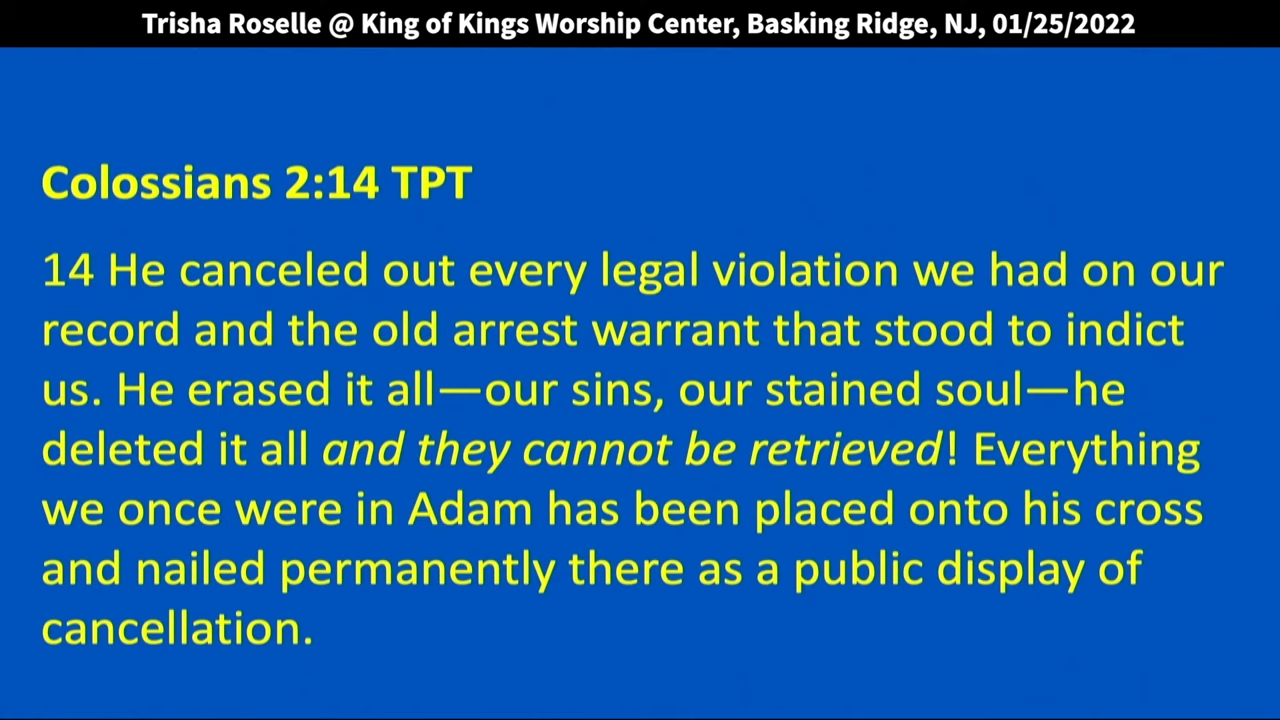 Trisha Roselle @ King of Kings Worship Center, Basking Ridge, NJ, 01/25/2022
Colossians 2:14 TPT
14 He canceled out every legal violation we had on our
record and the old arrest warrant that stood to indict
us. He erased it all—our sins, our stained soul—he
deleted it all and they cannot be retrieved! Everything
we once were in Adam has been placed onto his cross
and nailed permanently there as a public display of
cancellation.